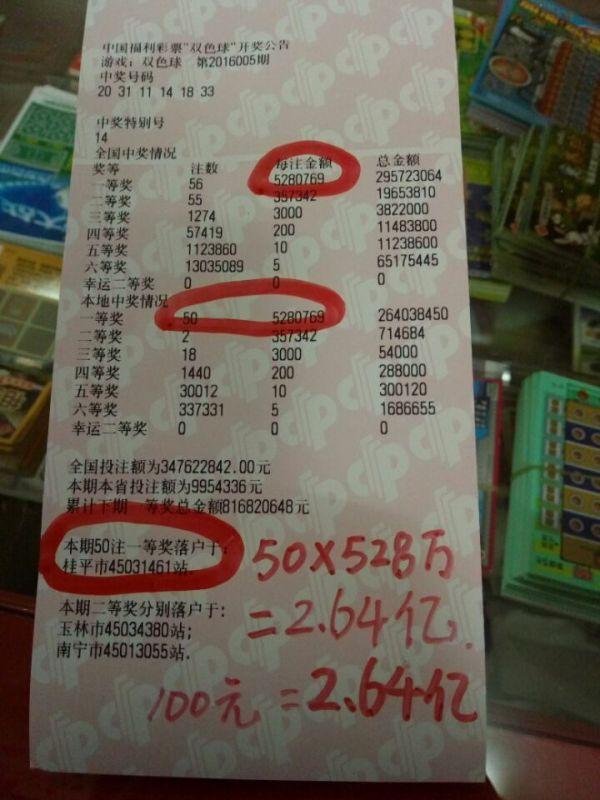 中国福利彩票"双色球"开奖公告
游戏：双色球 第2016005期
中奖号码
20 31 11 14 18 33
中奖特别号
14
全国中奖情况
奖等 注数 每注金额 总金额
一等奖 56 5280769 295723064
二等奖 55 357342 19653810
三等奖 1274 3000 3822000
四等奖 57419 200 11483800
五等奖 1123860 10 11238600
六等奖 13035089 5 65175445
幸运二等奖 0 0 0
本地中奖情况
一等奖 50 5280769 264038450
二等奖 2 357342 714684
三等奖 18 3000 54000
四等奖 1440 200 288000
五等奖 30012 10 300120
六等奖 337331 5 1686655
幸运二等奖 0 0 0
全国投注额为347622842.00元
本期本省投注额为9954336元
累计下期一等奖总金额816820648元
本期50注一等奖落户于：
桂平市45031461站.
本期二等奖分别落户于：
玉林市45034380站；
南宁市45013055站.
50×528万
=2.64亿.
100元=2.64亿